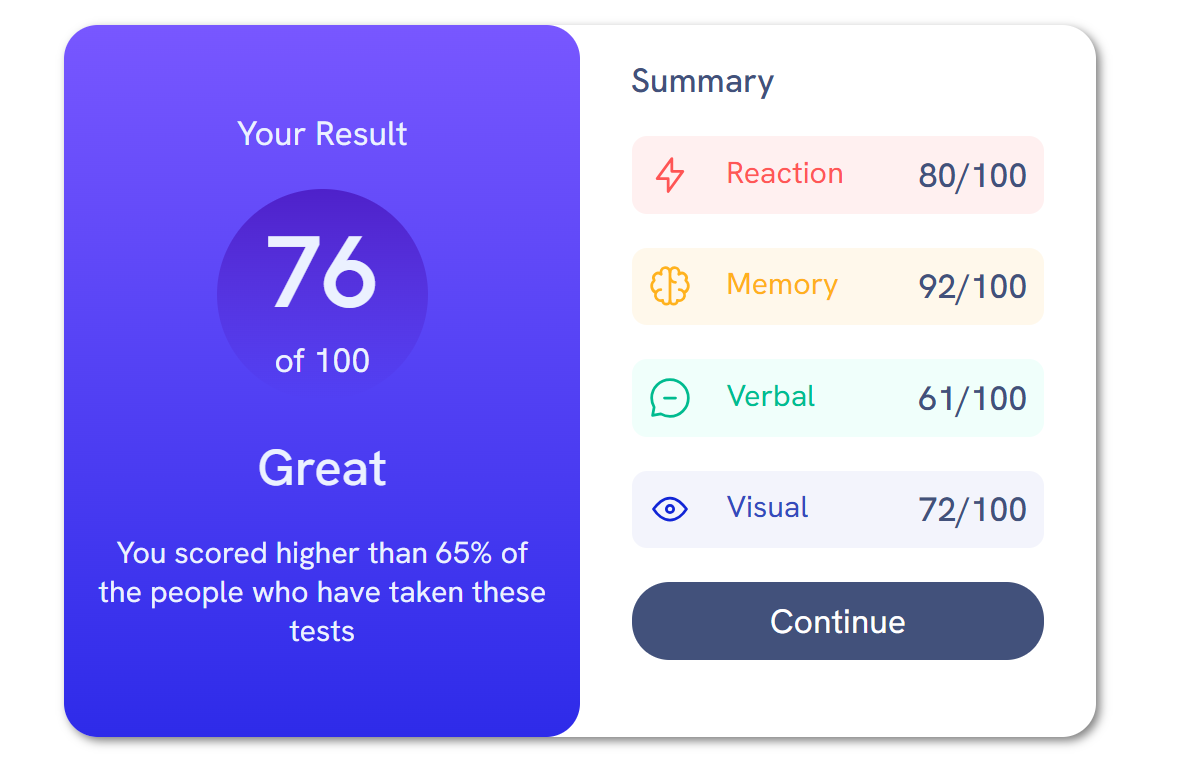 Your Result
76
of 100
Great
You scored higher than 65% of
the people who have taken these
tests
Summary
Reaction 80/100
Memory 92/100
Verbal 61/100
Visual 72/100
Continue